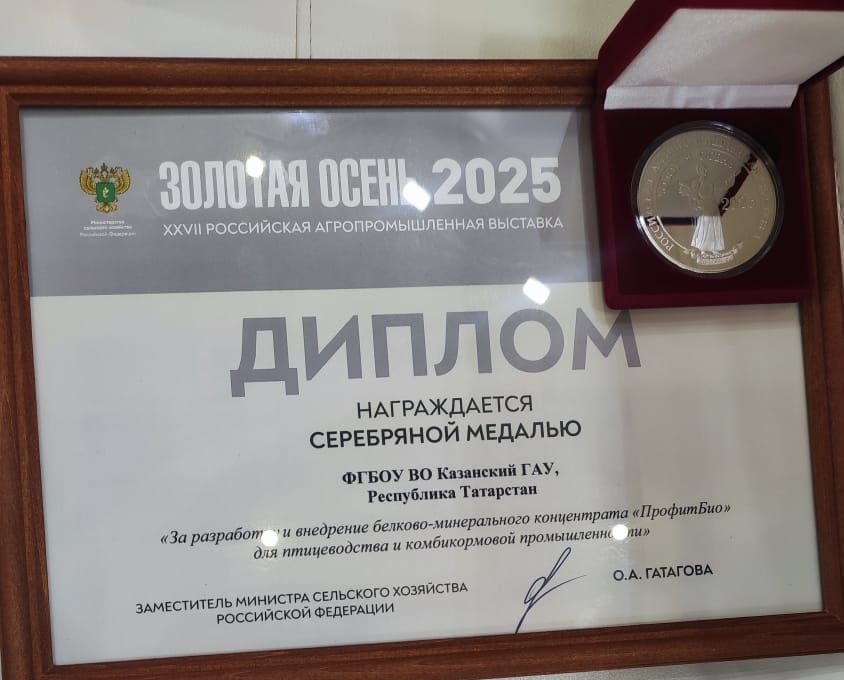 ЗОЛОТАЯ ОСЕНЬ 2025
XXVII РОССИЙСКАЯ АГРОПРОМЫШЛЕННАЯ ВЫСТАВКА
Министерство
сельского хозяйства
Российской Федерации
ДИПЛОМ
НАГРАЖДАЕТСЯ
СЕРЕБРЯНОЙ МЕДАЛЬЮ
ФГБОУ ВО Казанский ГАУ,
Республика Татарстан
«За разработку и внедрение белково-минерального концентрата «ПрофитБио»
для птицеводства и комбикормовой промышленности»
ЗАМЕСТИТЕЛЬ МИНИСТРА СЕЛЬСКОГО ХОЗЯЙСТВА
РОССИЙСКОЙ ФЕДЕРАЦИИ
О.А. ГАТАГОВА